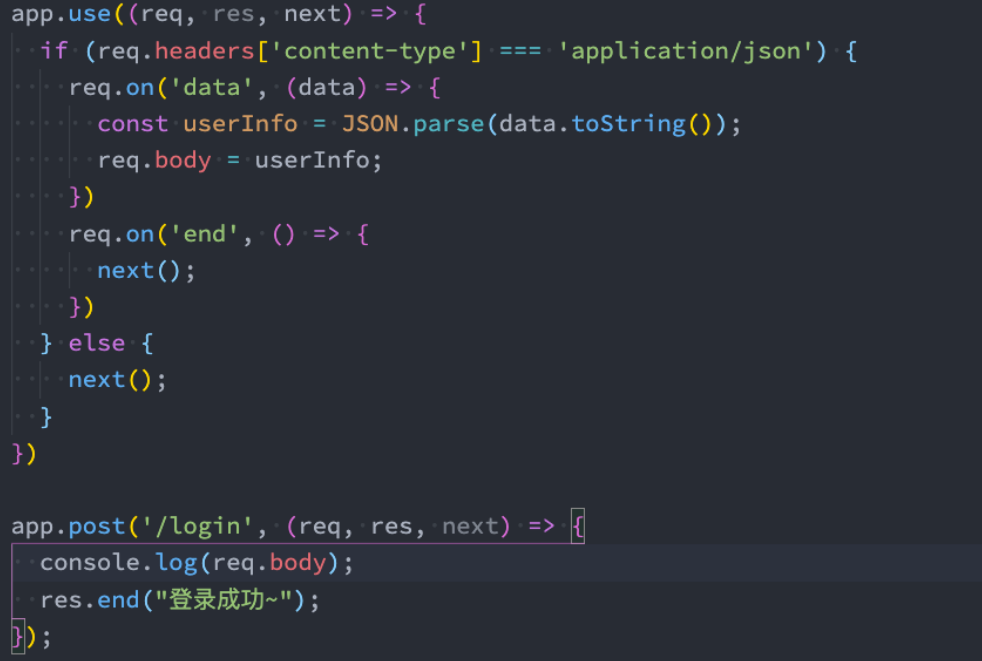 app.use((req, res, next) => {
  if (req.headers['content-type'] === 'application/json') {
    req.on('data', (data) => {
      const userInfo = JSON.parse(data.toString());
      req.body = userInfo;
    })
    req.on('end', () => {
      next();
    })
  } else {
    next();
  }
})

app.post('/login', (req, res, next) => {
  console.log(req.body);
  res.end("登录成功~");
});